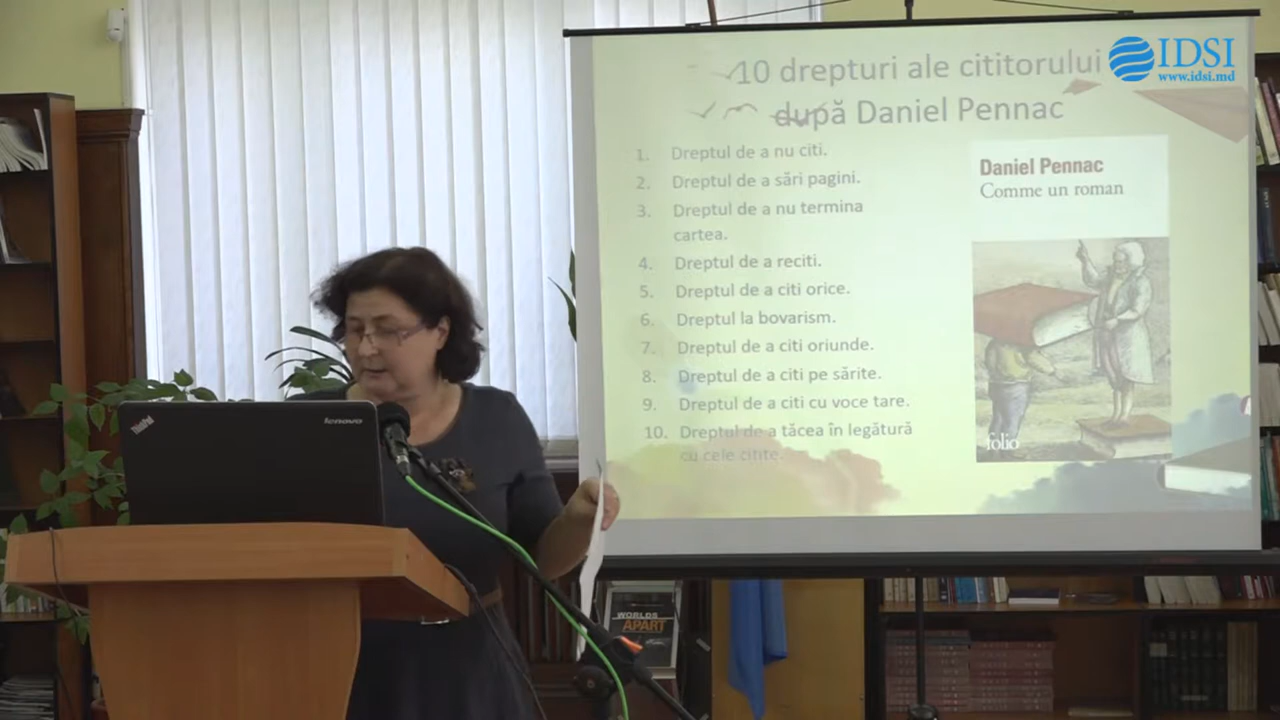 IDSI
www.idsi.md
10 drepturi ale cititorului
după Daniel Pennac
1. Dreptul de a nu citi.
2. Dreptul de a sări pagini.
3. Dreptul de a nu termina
cartea.
4. Dreptul de a reciti.
5. Dreptul de a citi orice.
6. Dreptul la bovarism.
7. Dreptul de a citi oriunde.
8. Dreptul de a citi pe sărite.
9. Dreptul de a citi cu voce tare.
10. Dreptul de a tăcea în legătură
cu cele citite.
Daniel Pennac
Comme un roman
folio
ThinkPad
lenovo
WORLDS
APART